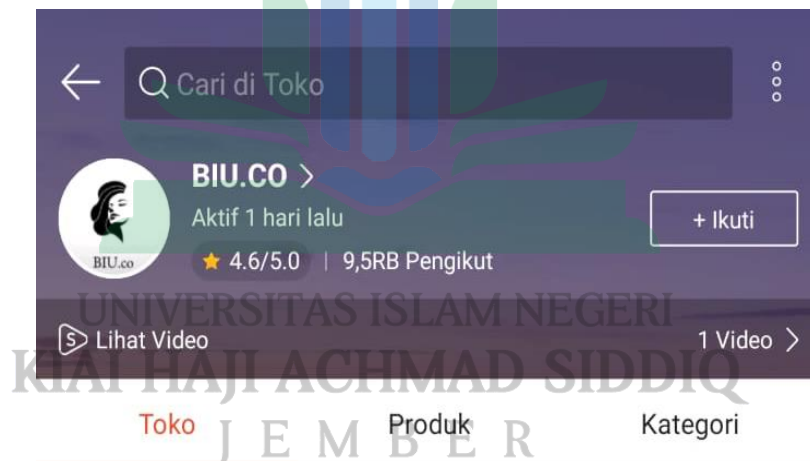 Cari di Toko
BIU.CO >
Aktif 1 hari lalu
+ Ikuti
4.6/5.0 | 9,5RB Pengikut
BIU.co
UNIVERSITAS ISLAM NEGERI
S Lihat Video
1 Video >
KIAI HAJI ACHMAD SIDDIQ
Toko
Produk
Kategori
JEMBER